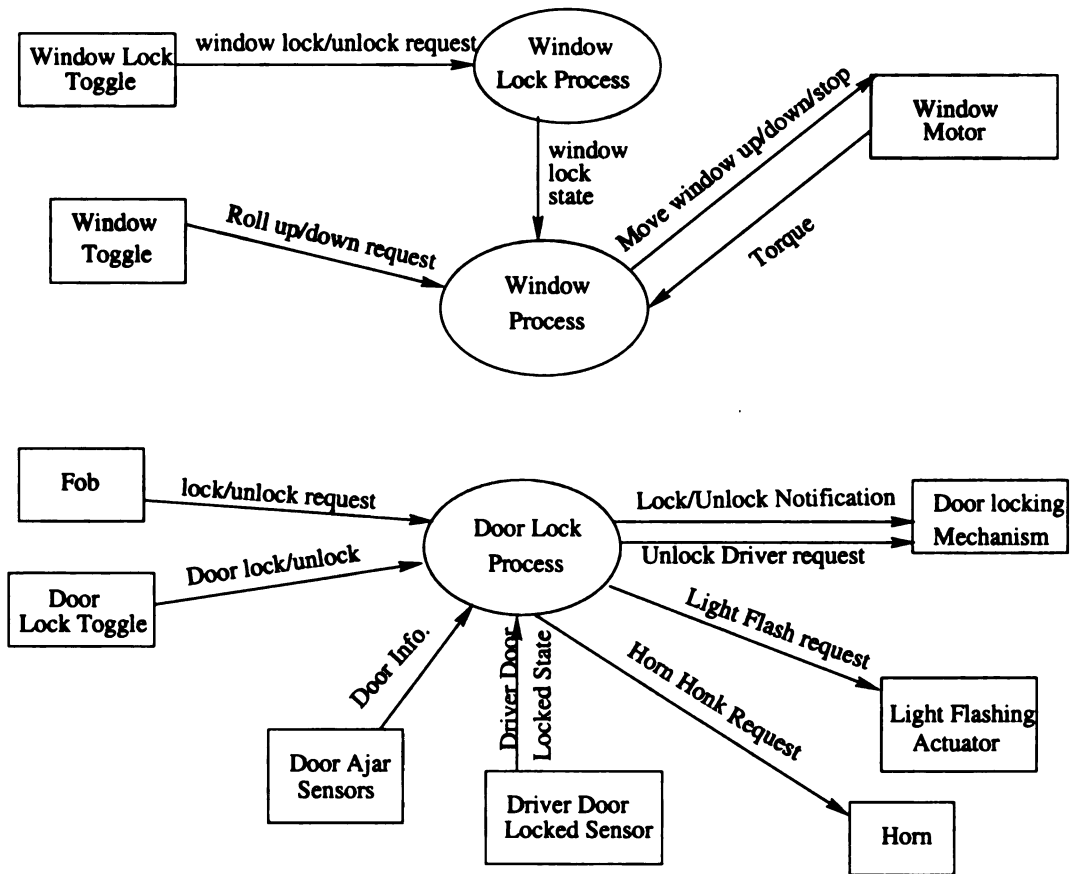 window lock/unlock request
Window Lock
Toggle
Window
Lock Process
Window
Motor
window
lock
state
Move window up/down/stop
Torque
Window
Toggle
Roll up/down request
Window
Process
Fob
lock/unlock request
Door Lock
Process
Lock/Unlock Notification
Unlock Driver request
Door locking
Mechanism
Door
Lock Toggle
Door lock/unlock
Door Info.
Driver Door
Locked State
Light Flash request
Horn Honk Request
Light Flashing
Actuator
Door Ajar
Sensors
Driver Door
Locked Sensor
Horn